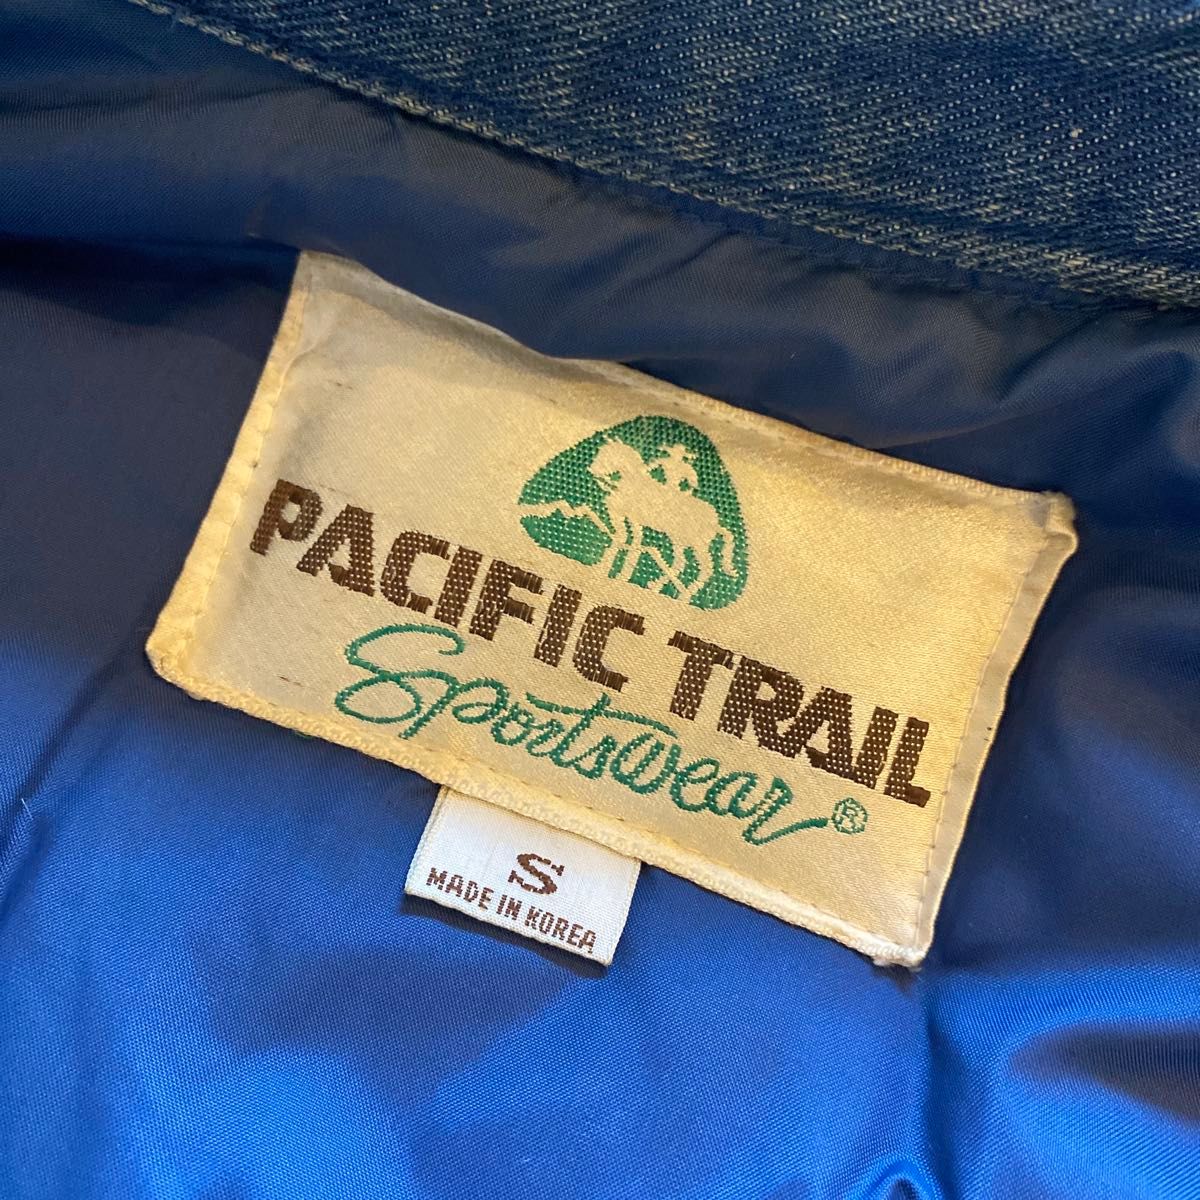 PACIFIC TRAIL
Sportswear ®
S
MADE IN KOREA